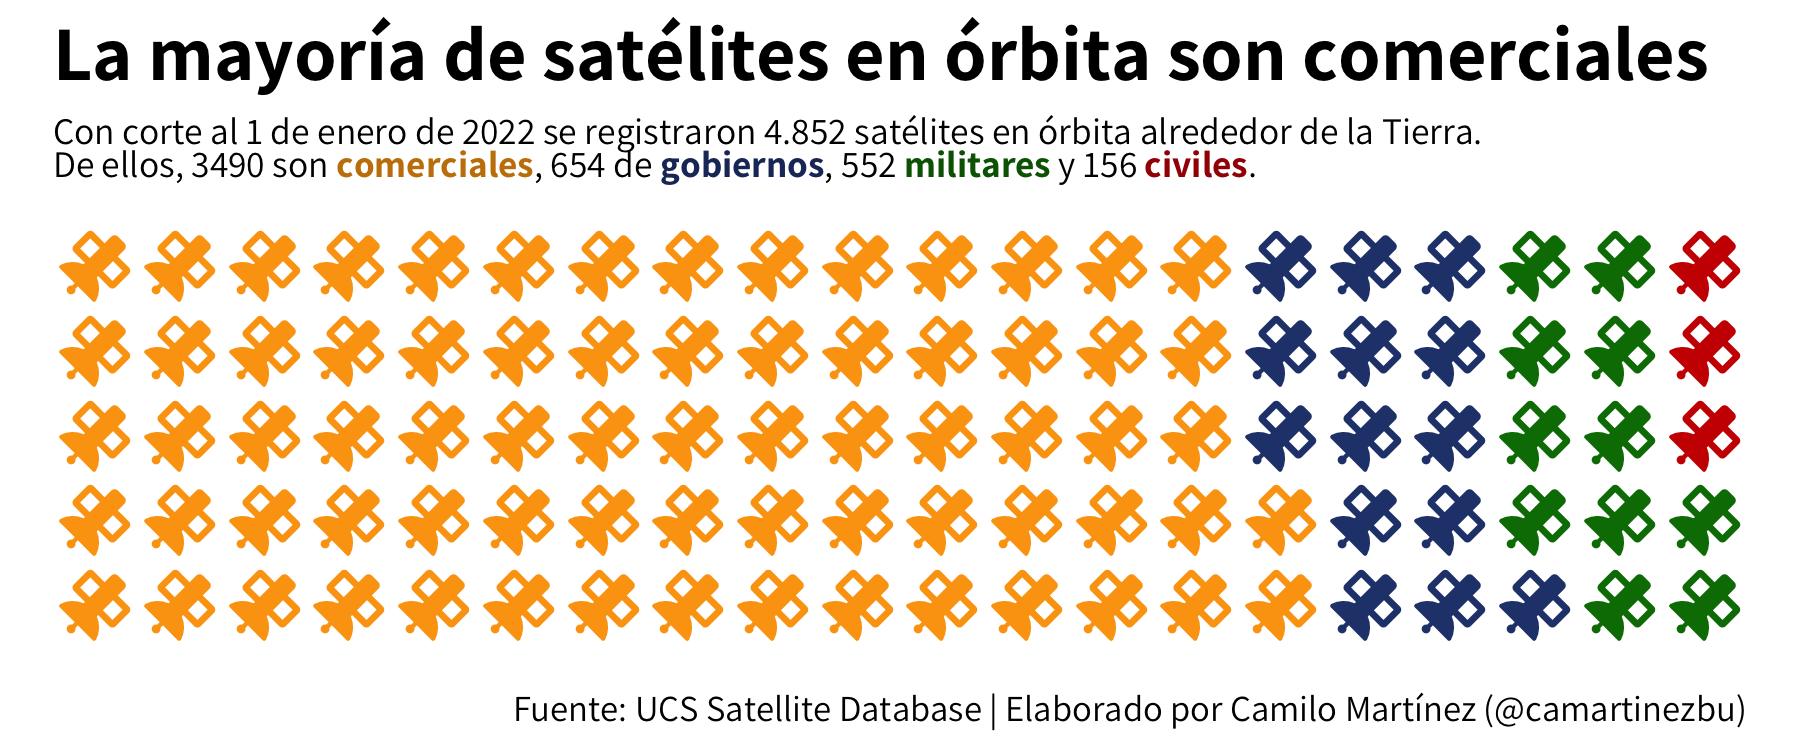 La mayoría de satélites en órbita son comerciales
Con corte al 1 de enero de 2022 se registraron 4.852 satélites en órbita alrededor de la Tierra.
De ellos, 3490 son comerciales, 654 de gobiernos, 552 militares y 156 civiles.
Fuente: UCS Satellite Database | Elaborado por Camilo Martínez (@camartinezbu)